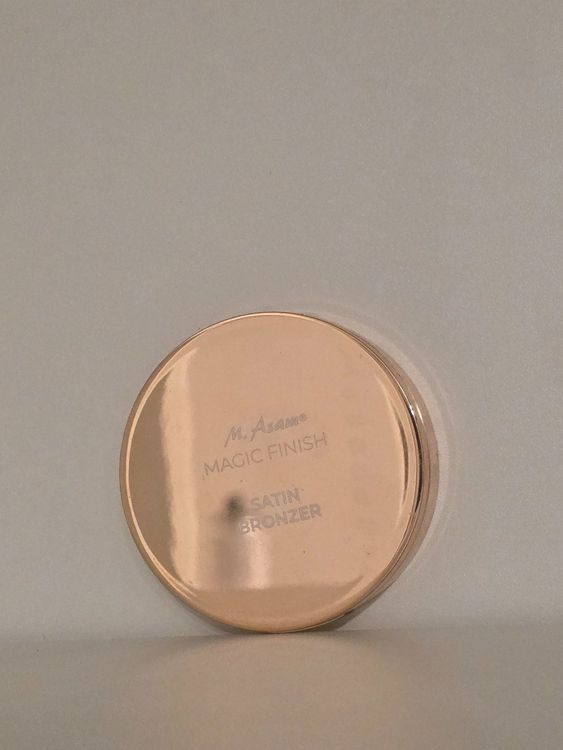 M. Asam®
MAGIC FINISH
SATIN
BRONZER